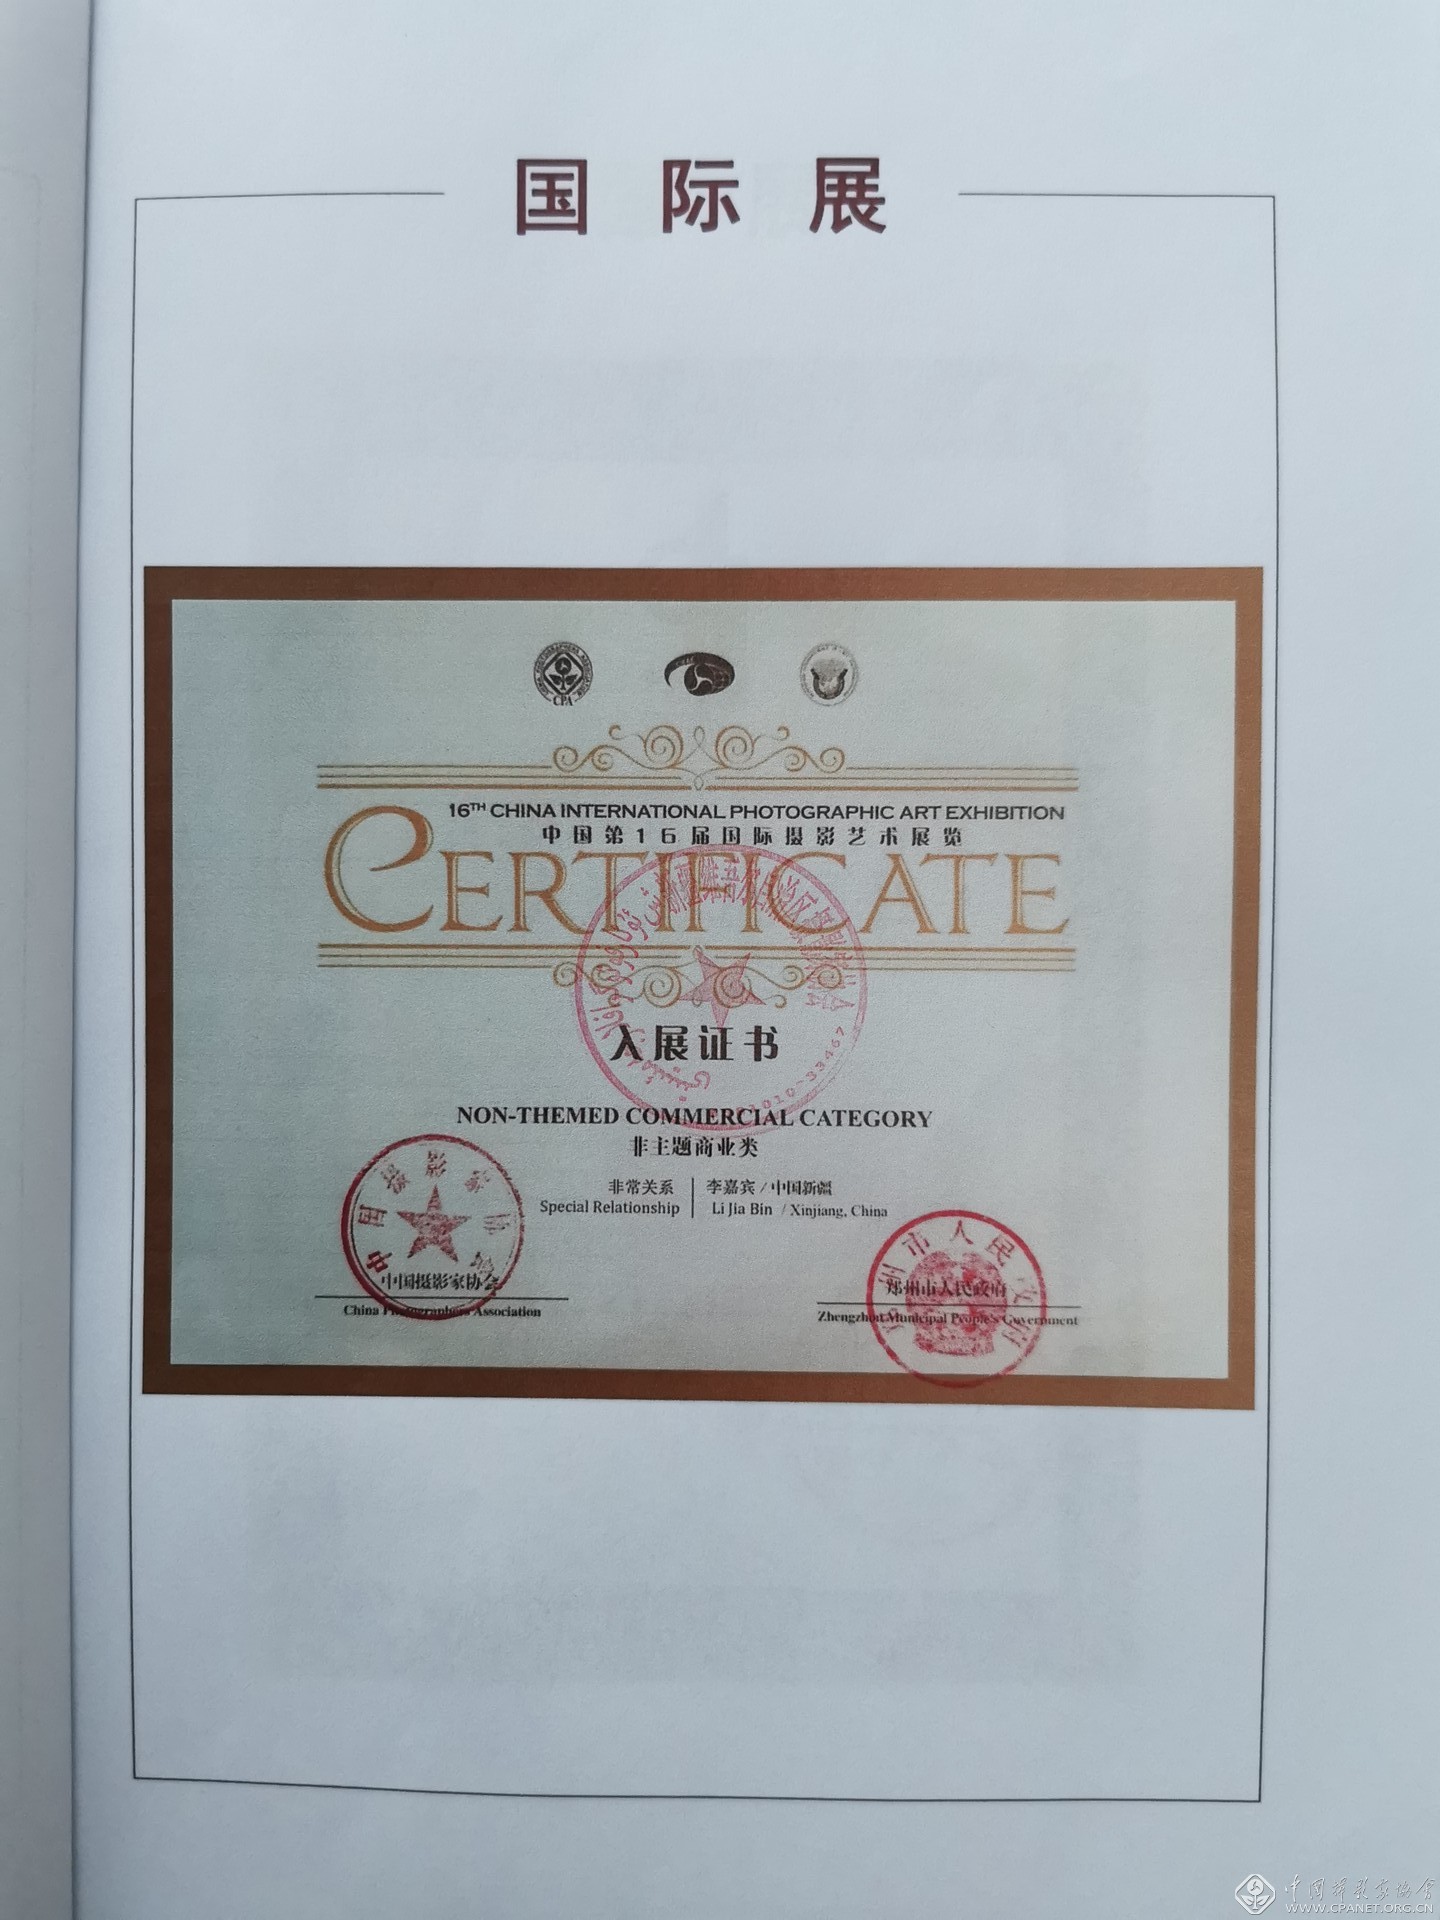 国际展
CPA
16TH CHINA INTERNATIONAL PHOTOGRAPHIC ART EXHIBITION
中国第16届国际摄影艺术展览
CERTIFICATE
入展证书
NON-THEMED COMMERCIAL CATEGORY
非主题商业类
非常关系 李嘉宾 / 中国新疆
Special Relationship Li Jia Bin / Xinjiang, China
中国摄影家协会
中国摄影家协会
China Photographers Association
郑州市人民政府
郑州市人民政府
Zhengzhou Municipal People's Government
中国摄影家协会
WWW.CPANET.ORG.CN